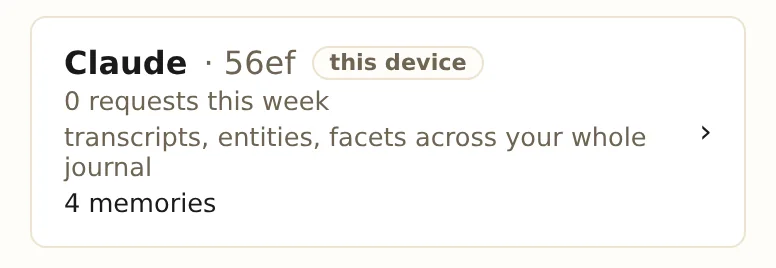 Claude · 56ef this device
0 requests this week
transcripts, entities, facets across your whole
journal
4 memories